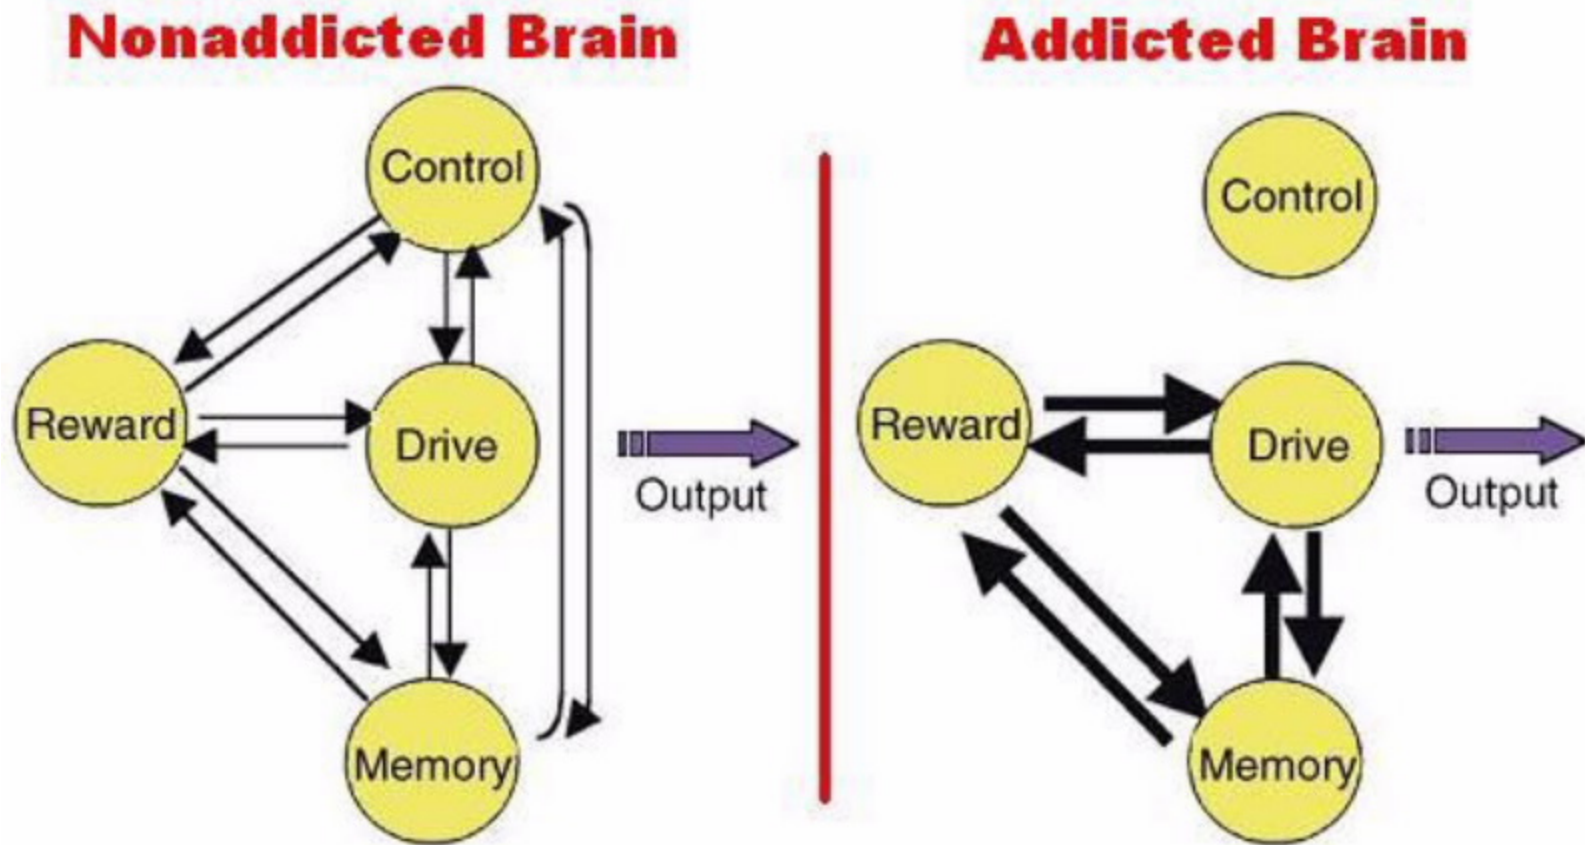 Nonaddicted Brain
Control
Reward
Drive
Output
Memory
Addicted Brain
Control
Reward
Drive
Output
Memory